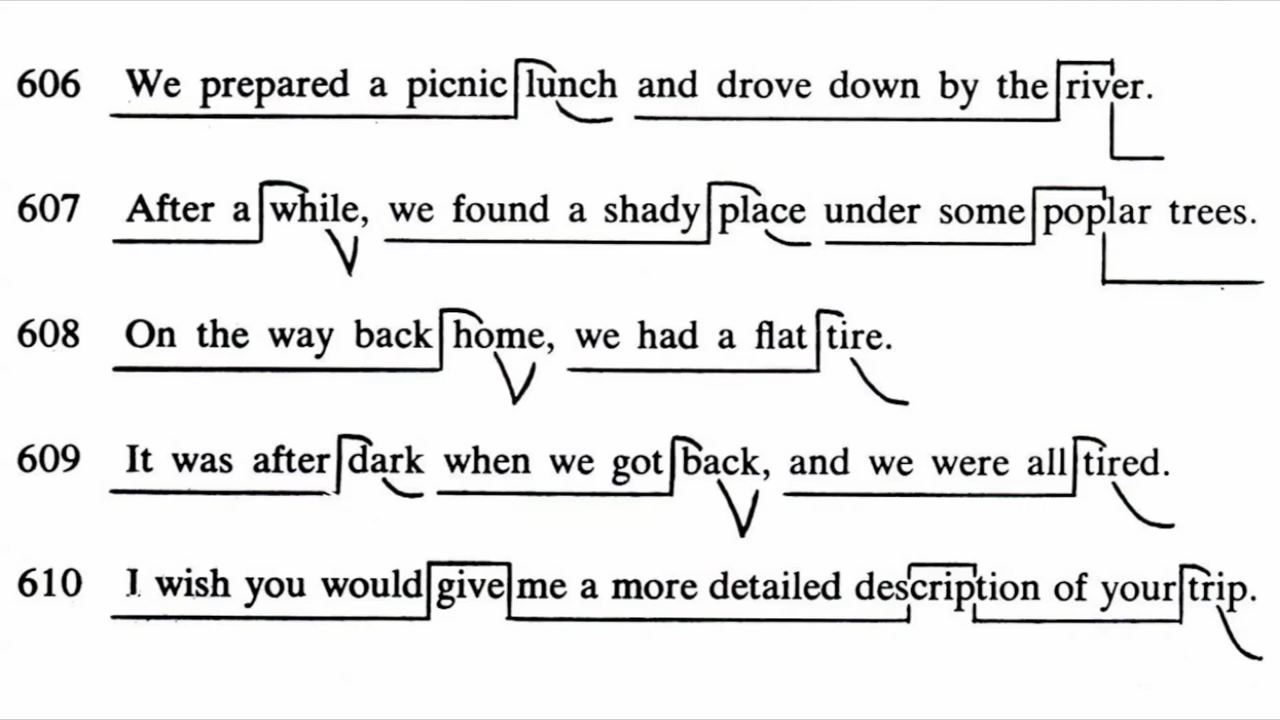 606 We prepared a picnic lunch and drove down by the river.
607 After a while, we found a shady place under some poplar trees.
608 On the way back home, we had a flat tire.
609 It was after dark when we got back, and we were all tired.
610 I wish you would give me a more detailed description of your trip.